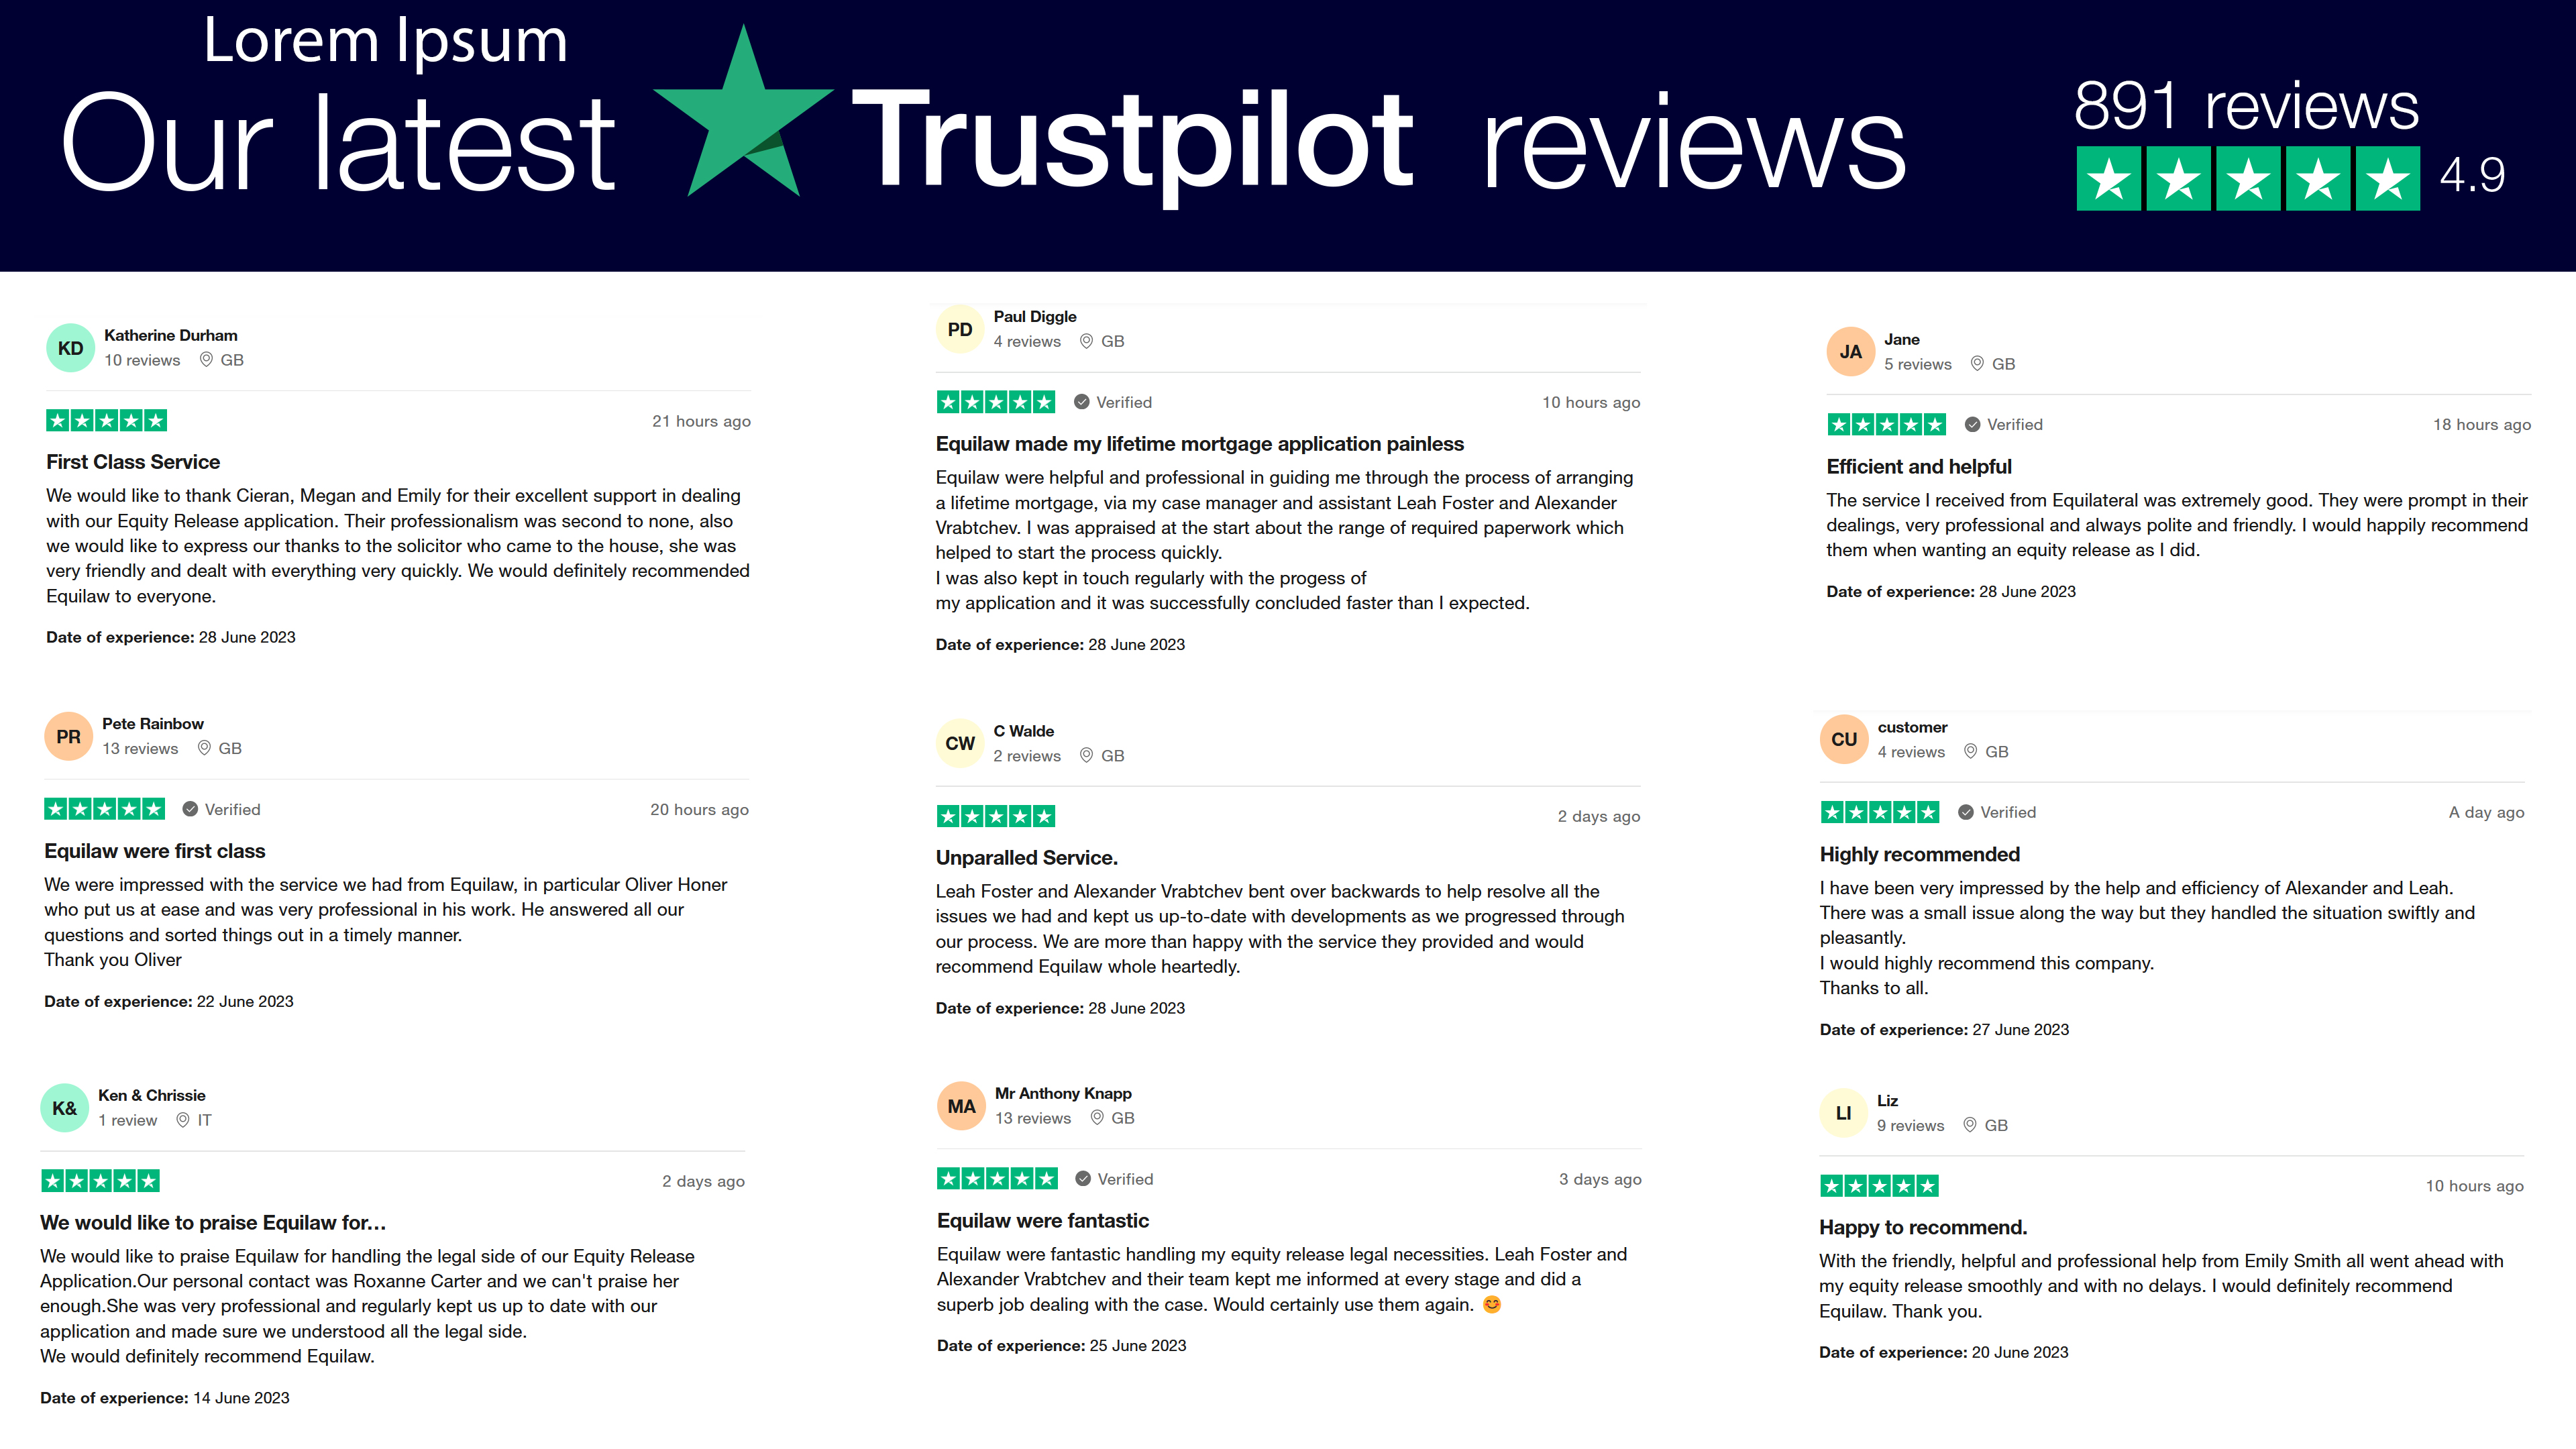 Lorem Ipsum
Our latest Trustpilot reviews
891 reviews
4.9
KD
Katherine Durham
10 reviews GB
21 hours ago
First Class Service
We would like to thank Cieran, Megan and Emily for their excellent support in dealing
with our Equity Release application. Their professionalism was second to none, also
we would like to express our thanks to the solicitor who came to the house, she was
very friendly and dealt with everything very quickly. We would definitely recommended
Equilaw to everyone.
Date of experience: 28 June 2023
PD
Paul Diggle
4 reviews GB
Verified 10 hours ago
Equilaw made my lifetime mortgage application painless
Equilaw were helpful and professional in guiding me through the process of arranging
a lifetime mortgage, via my case manager and assistant Leah Foster and Alexander
Vrabtchev. I was appraised at the start about the range of required paperwork which
helped to start the process quickly.
I was also kept in touch regularly with the progess of
my application and it was successfully concluded faster than I expected.
Date of experience: 28 June 2023
JA
Jane
5 reviews GB
Verified 18 hours ago
Efficient and helpful
The service I received from Equilateral was extremely good. They were prompt in their
dealings, very professional and always polite and friendly. I would happily recommend
them when wanting an equity release as I did.
Date of experience: 28 June 2023
PR
Pete Rainbow
13 reviews GB
Verified 20 hours ago
Equilaw were first class
We were impressed with the service we had from Equilaw, in particular Oliver Honer
who put us at ease and was very professional in his work. He answered all our
questions and sorted things out in a timely manner.
Thank you Oliver
Date of experience: 22 June 2023
CW
C Walde
2 reviews GB
2 days ago
Unparalled Service.
Leah Foster and Alexander Vrabtchev bent over backwards to help resolve all the
issues we had and kept us up-to-date with developments as we progressed through
our process. We are more than happy with the service they provided and would
recommend Equilaw whole heartedly.
Date of experience: 28 June 2023
CU
customer
4 reviews GB
Verified A day ago
Highly recommended
I have been very impressed by the help and efficiency of Alexander and Leah.
There was a small issue along the way but they handled the situation swiftly and
pleasantly.
I would highly recommend this company.
Thanks to all.
Date of experience: 27 June 2023
K&
Ken & Chrissie
1 review IT
2 days ago
We would like to praise Equilaw for…
We would like to praise Equilaw for handling the legal side of our Equity Release
Application.Our personal contact was Roxanne Carter and we can't praise her
enough.She was very professional and regularly kept us up to date with our
application and made sure we understood all the legal side.
We would definitely recommend Equilaw.
Date of experience: 14 June 2023
MA
Mr Anthony Knapp
13 reviews GB
Verified 3 days ago
Equilaw were fantastic
Equilaw were fantastic handling my equity release legal necessities. Leah Foster and
Alexander Vrabtchev and their team kept me informed at every stage and did a
superb job dealing with the case. Would certainly use them again. 😊
Date of experience: 25 June 2023
LI
Liz
9 reviews GB
10 hours ago
Happy to recommend.
With the friendly, helpful and professional help from Emily Smith all went ahead with
my equity release smoothly and with no delays. I would definitely recommend
Equilaw. Thank you.
Date of experience: 20 June 2023